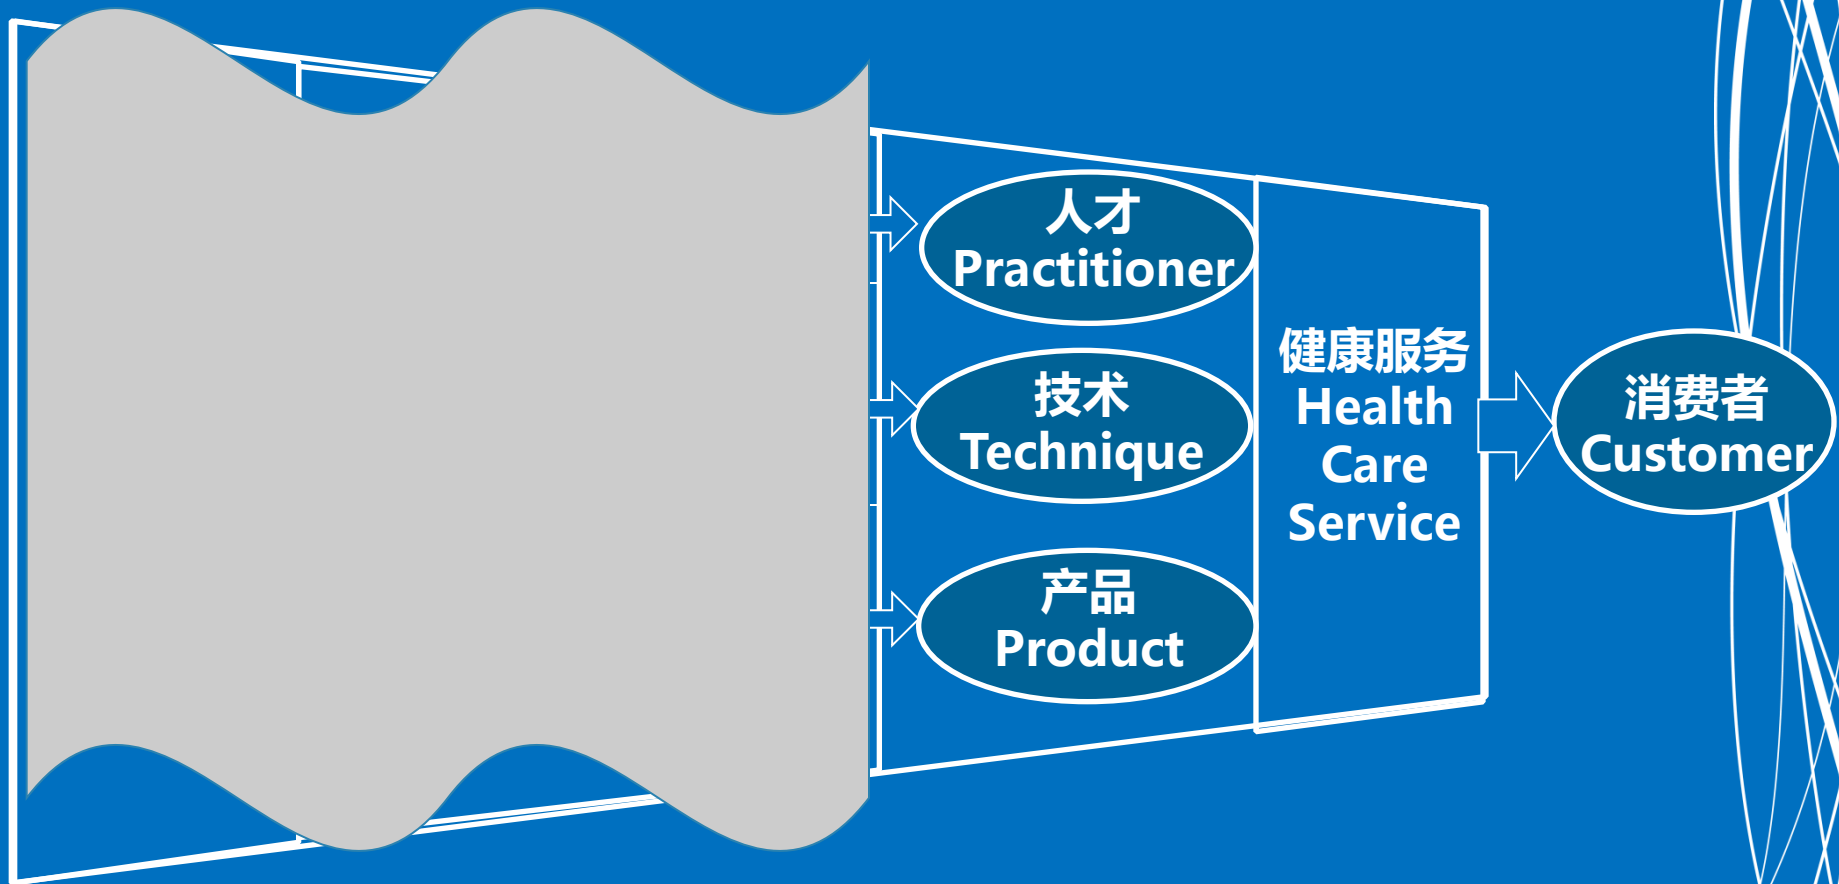 人才
Practitioner
技术
Technique
产品
Product
健康服务
Health
Care
Service
消费者
Customer